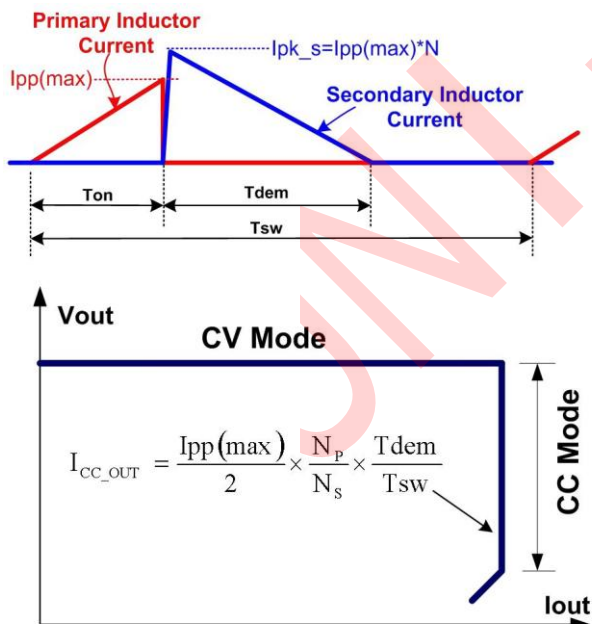 Primary Inductor
Current
Ipk_s=Ipp(max)*N
Ipp(max)
Secondary Inductor
Current
Ton
Tdem
Tsw
Vout
CV Mode
I_CC_OUT = Ipp(max)/2 × N_P/N_S × Tdem/Tsw
CC Mode
Iout